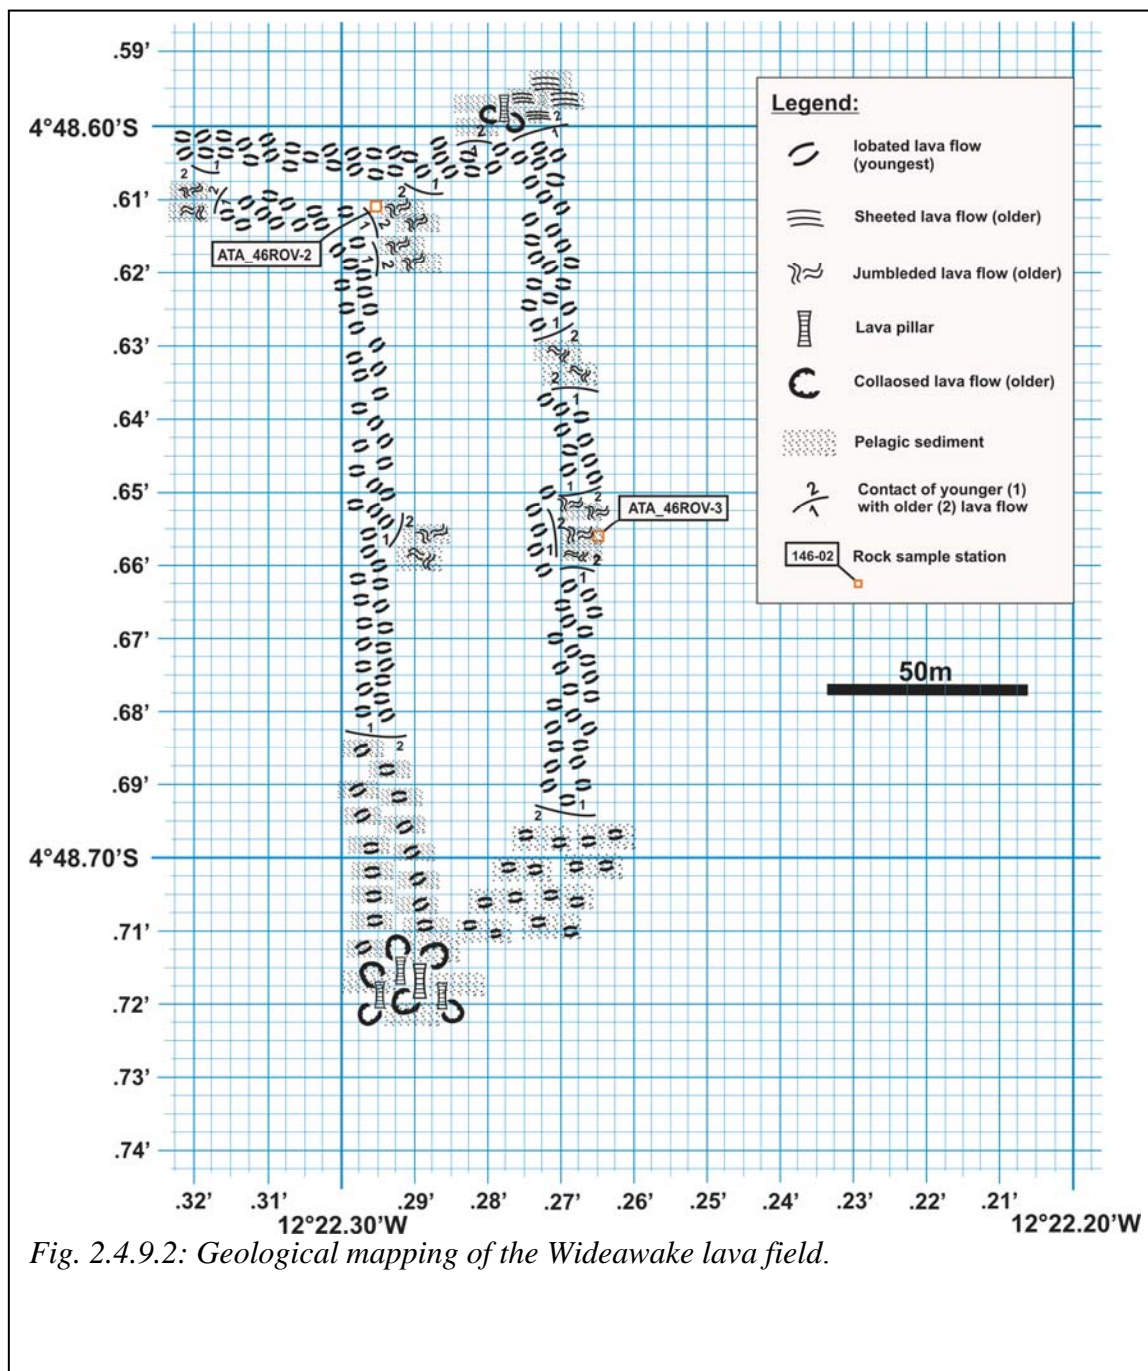 .59'
4°48.60'S
.61'
.62'
.63'
.64'
.65'
.66'
.67'
.68'
.69'
4°48.70'S
.71'
.72'
.73'
.74'
.32'
.31'
12°22.30'W
.29'
.28'
.27'
.26'
.25'
.24'
.23'
.22'
.21'
12°22.20'W
ATA_46ROV-2
ATA_46ROV-3
Legend:
lobated lava flow
(youngest)
Sheeted lava flow (older)
Jumbleded lava flow (older)
Lava pillar
Collaosed lava flow (older)
Pelagic sediment
2
1
Contact of younger (1)
with older (2) lava flow
146-02
Rock sample station
50m
Fig. 2.4.9.2: Geological mapping of the Wideawake lava field.